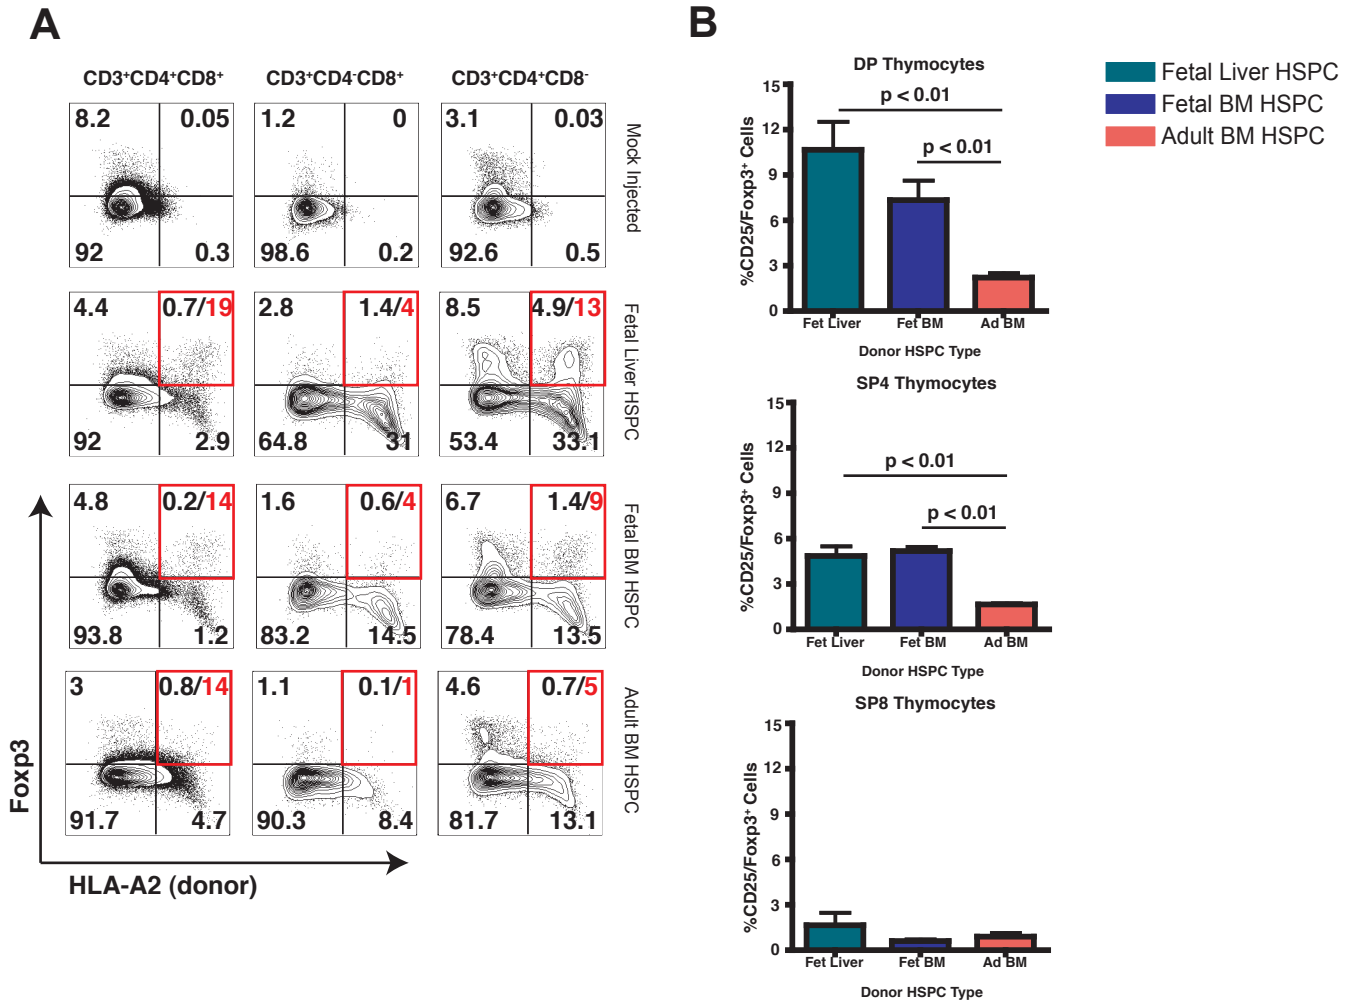 A
B
CD3⁺CD4⁺CD8⁺
CD3⁺CD4⁻CD8⁺
CD3⁺CD4⁺CD8⁻
8.2 0.05
92 0.3
1.2 0
98.6 0.2
3.1 0.03
92.6 0.5
Mock Injected
4.4 0.7/19
92 2.9
2.8 1.4/4
64.8 31
8.5 4.9/13
53.4 33.1
Fetal Liver HSPC
4.8 0.2/14
93.8 1.2
1.6 0.6/4
83.2 14.5
6.7 1.4/9
78.4 13.5
Fetal BM HSPC
3 0.8/14
91.7 4.7
1.1 0.1/1
90.3 8.4
4.6 0.7/5
81.7 13.1
Adult BM HSPC
Foxp3
HLA-A2 (donor)
DP Thymocytes
%CD25/Foxp3⁺ Cells
15
12
9
6
3
0
p < 0.01
p < 0.01
Fet Liver Fet BM Ad BM
Donor HSPC Type
SP4 Thymocytes
%CD25/Foxp3⁺ Cells
15
12
9
6
3
0
p < 0.01
p < 0.01
Fet Liver Fet BM Ad BM
Donor HSPC Type
SP8 Thymocytes
%CD25/Foxp3⁺ Cells
15
12
9
6
3
0
Fet Liver Fet BM Ad BM
Donor HSPC Type
Fetal Liver HSPC
Fetal BM HSPC
Adult BM HSPC